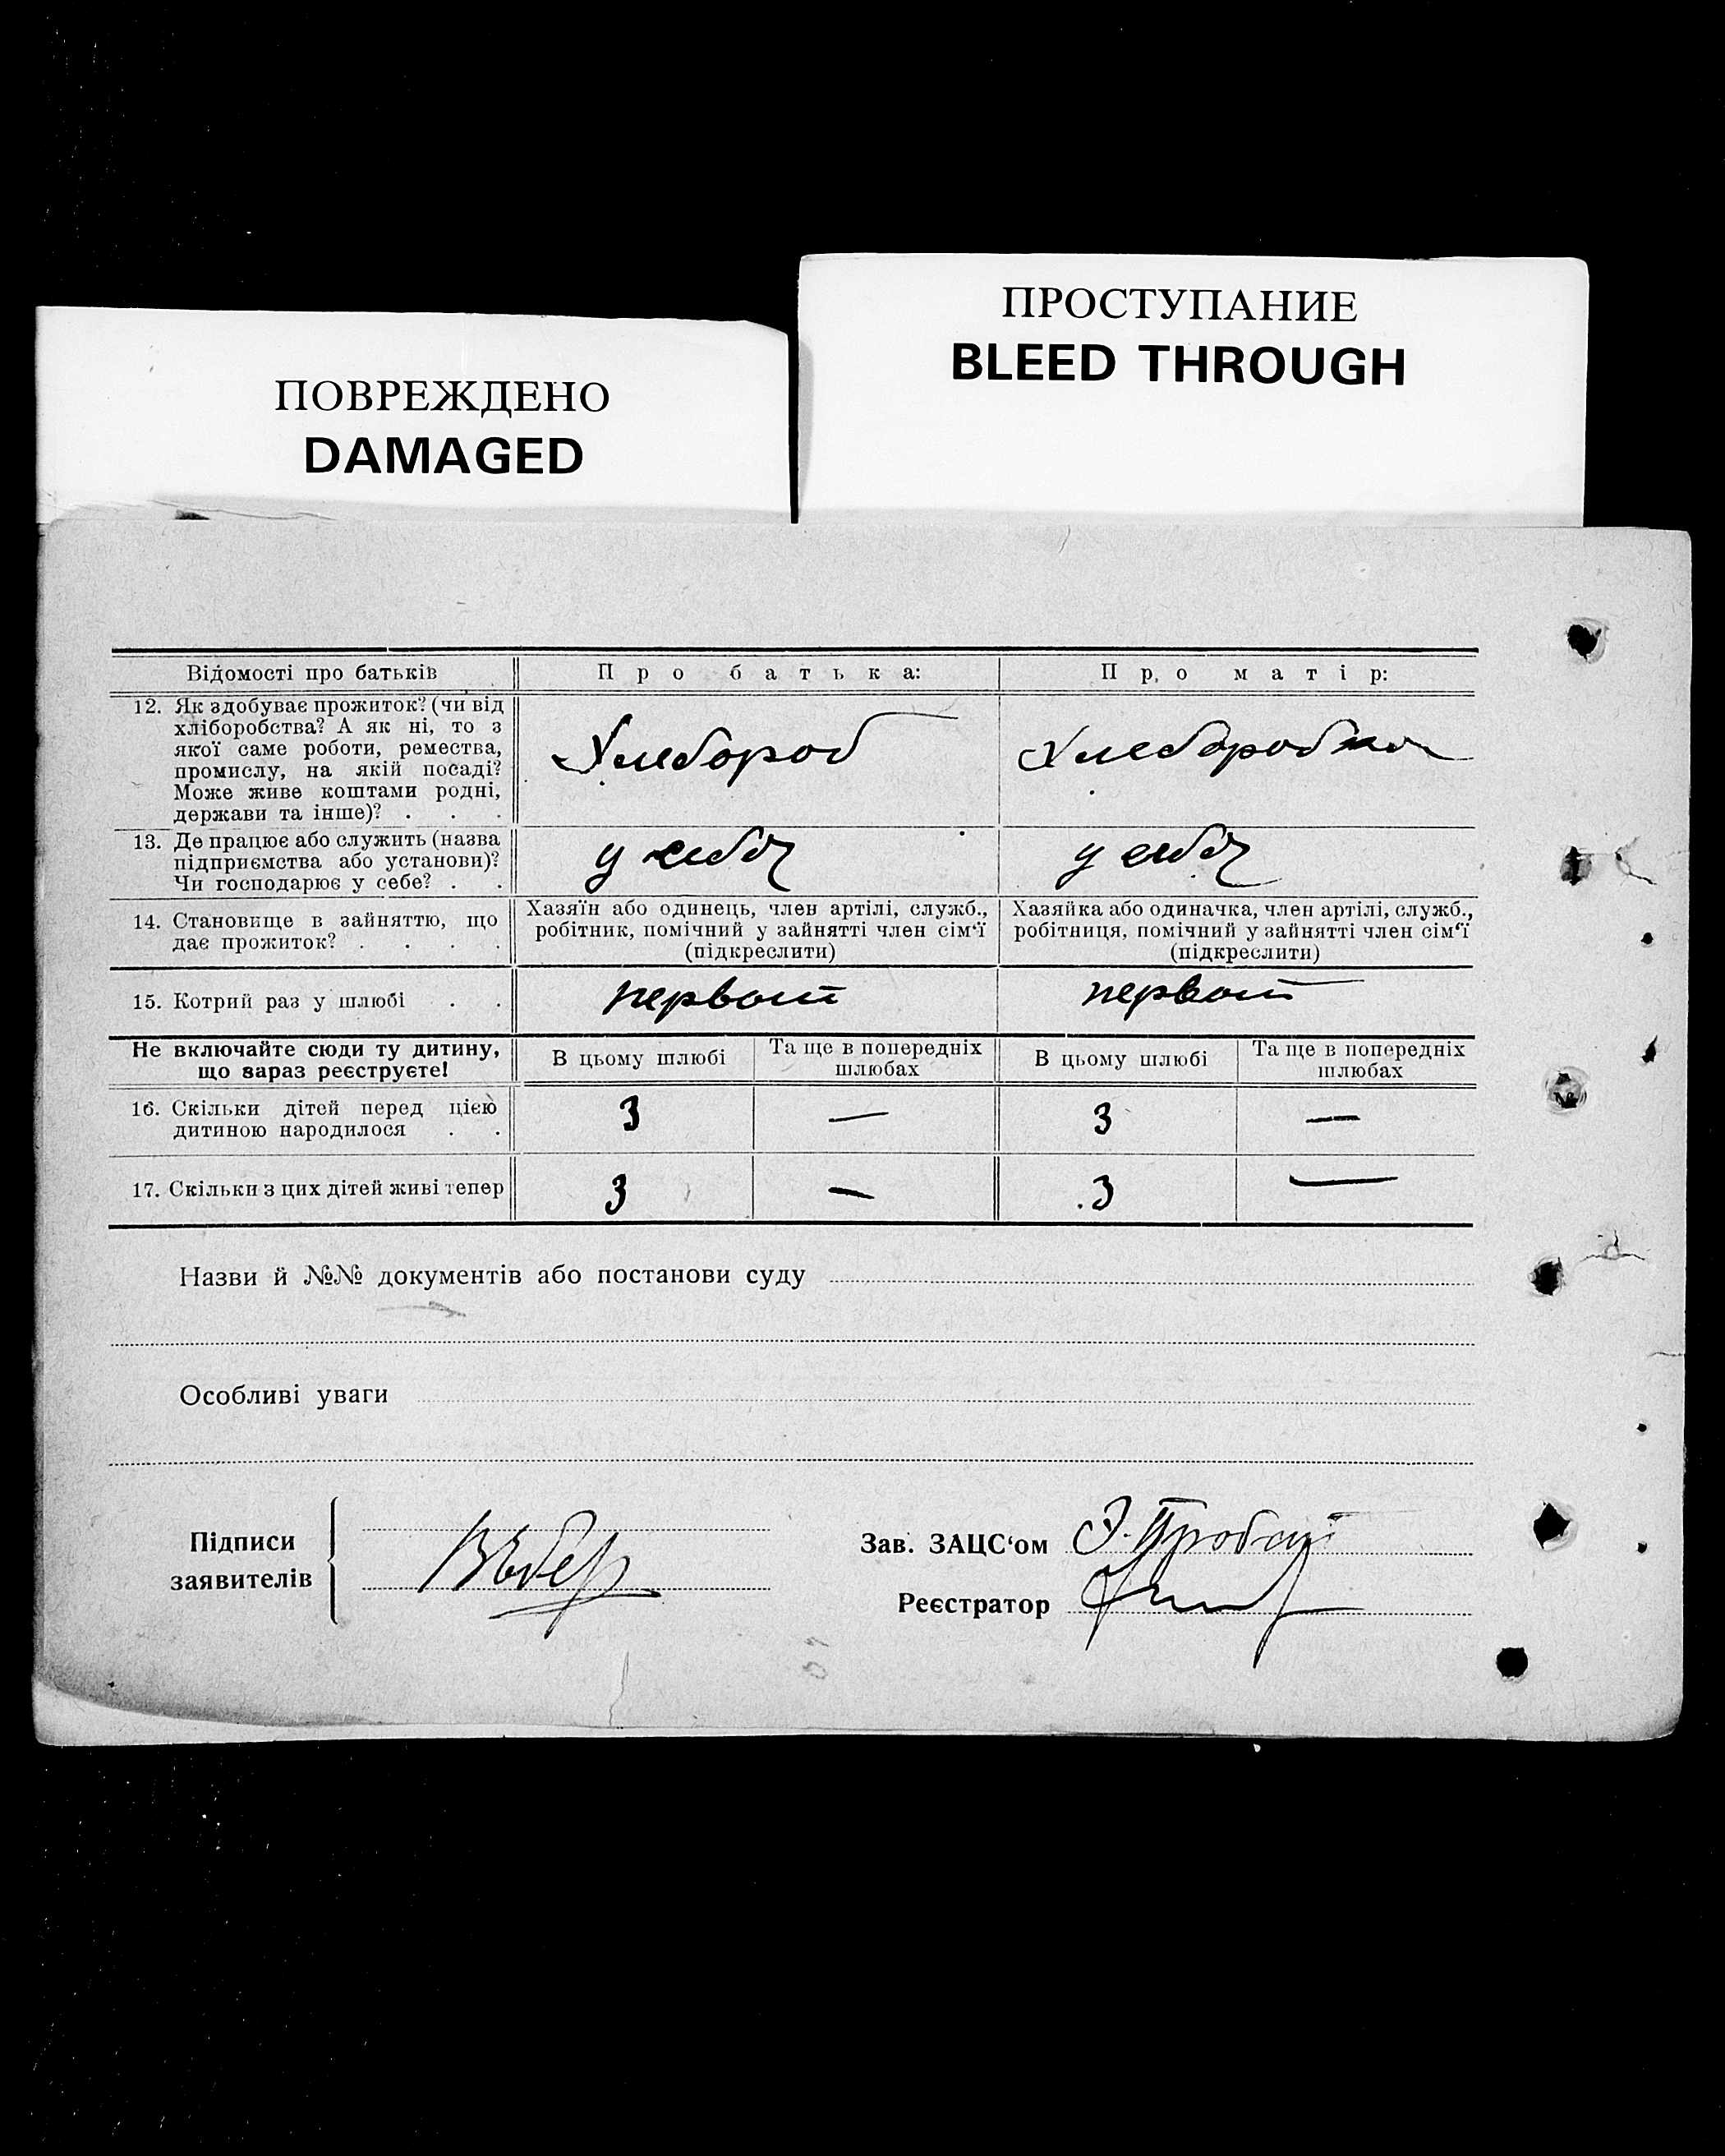 ПРОСТУПАНИЕ
BLEED THROUGH
ПОВРЕЖДЕНО
DAMAGED
Відомості про батьків
Про батька:
Про матір:
12. Як здобуває прожиток? (чи від
хліборобства? А як ні, то з
якої саме роботи, ремества,
промислу, на якій посаді?
Може живе коштами родні,
держави та інше)? . . .
Хлебороб
Хлеборобка
13. Де працює або служить (назва
підприємства або установи)?
Чи господарює у себе? . .
у себя
у себя
14. Становище в зайняттю, що
дає прожиток? . . . .
Хазяїн або одинець, член артілі, служб.,
робітник, помічний у зайнятті член сім'ї
(підкреслити)
Хазяйка або одиначка, член артілі, служб.,
робітниця, помічний у зайнятті член сім'ї
(підкреслити)
15. Котрий раз у шлюбі . .
первый
первый
Не включайте сюди ту дитину,
що зараз реєструєте!
В цьому шлюбі
Та ще в попередніх
шлюбах
В цьому шлюбі
Та ще в попередніх
шлюбах
16. Скільки дітей перед цією
дитиною народилося . .
3 — 3 —
17. Скільки з цих дітей живі тепер
3 — 3 —
Назви й №№ документів або постанови суду
Особливі уваги
Підписи
заявителів
Зав. ЗАЦС'ом
Реєстратор